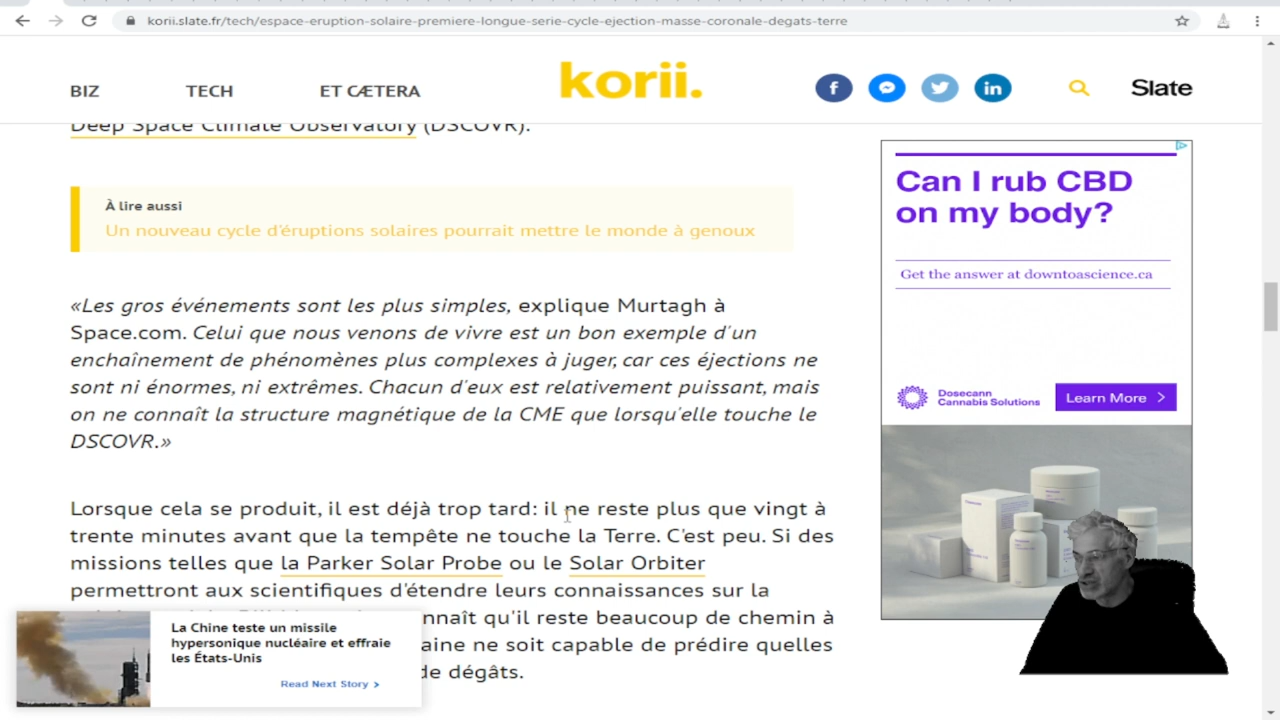 korii.slate.fr/tech/espace-eruption-solaire-premiere-longue-serie-cycle-ejection-masse-coronale-degats-terre
BIZ
TECH
ET CÆTERA
korii.
Slate
Deep Space Climate Observatory (DSCOVR).
À lire aussi
Un nouveau cycle d'éruptions solaires pourrait mettre le monde à genoux
«Les gros événements sont les plus simples, explique Murtagh à
Space.com. Celui que nous venons de vivre est un bon exemple d'un
enchaînement de phénomènes plus complexes à juger, car ces éjections ne
sont ni énormes, ni extrêmes. Chacun d'eux est relativement puissant, mais
on ne connaît la structure magnétique de la CME que lorsqu'elle touche le
DSCOVR.»
Lorsque cela se produit, il est déjà trop tard: il ne reste plus que vingt à
trente minutes avant que la tempête ne touche la Terre. C'est peu. Si des
missions telles que la Parker Solar Probe ou le Solar Orbiter
permettront aux scientifiques d'étendre leurs connaissances sur la
qu'il reste beaucoup de chemin à
ne soit capable de prédire quelles
de dégâts.
La Chine teste un missile
hypersonique nucléaire et effraie
les États-Unis
Read Next Story >
Can I rub CBD
on my body?
Get the answer at downtoascience.ca
Dosecann
Cannabis Solutions
Learn More >